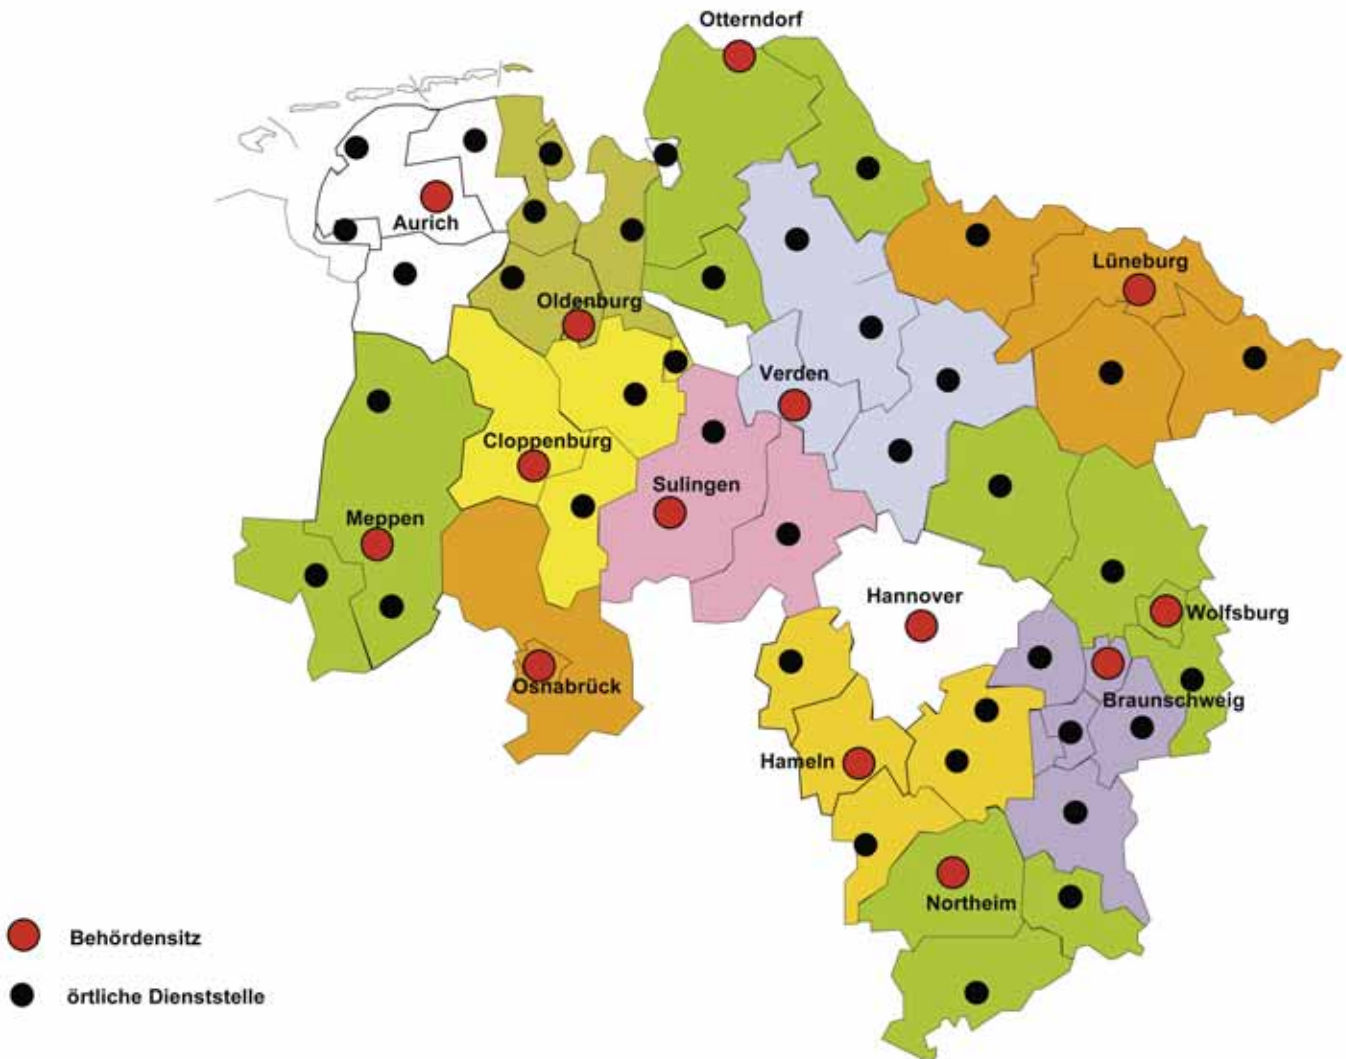 Otterndorf
Aurich
Lüneburg
Oldenburg
Verden
Cloppenburg
Sulingen
Meppen
Hannover
Wolfsburg
Osnabrück
Braunschweig
Hameln
Northeim
Behördensitz
örtliche Dienststelle